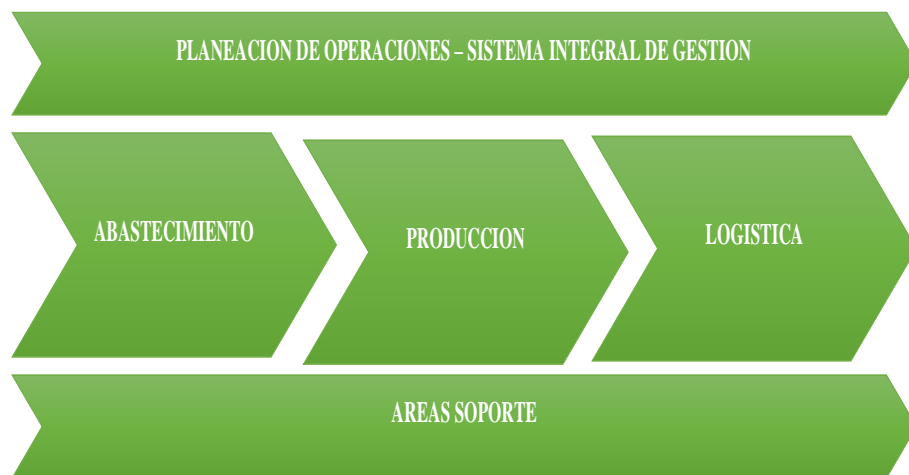 PLANEACION DE OPERACIONES – SISTEMA INTEGRAL DE GESTION
ABASTECIMIENTO
PRODUCCION
LOGISTICA
AREAS SOPORTE